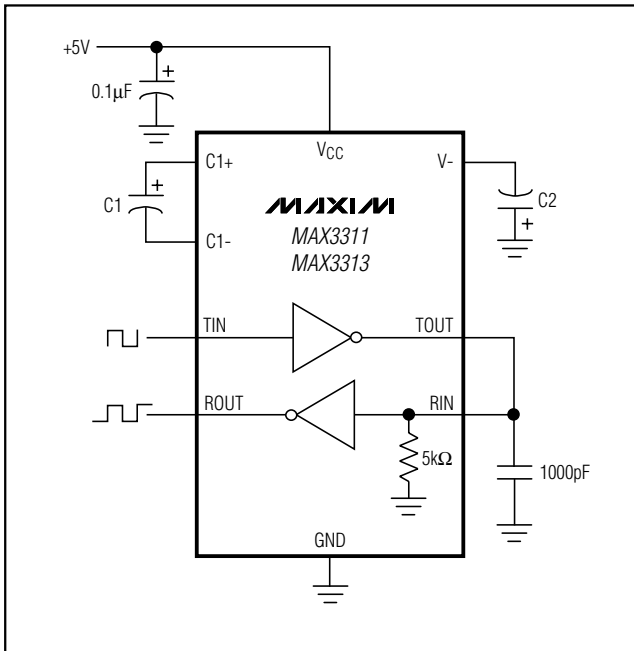 +5V
0.1µF
+
VCC
C1+
V-
C1
+
C2
+
C1-
MAXIM
MAX3311
MAX3313
TIN
TOUT
ROUT
RIN
5kΩ
1000pF
GND